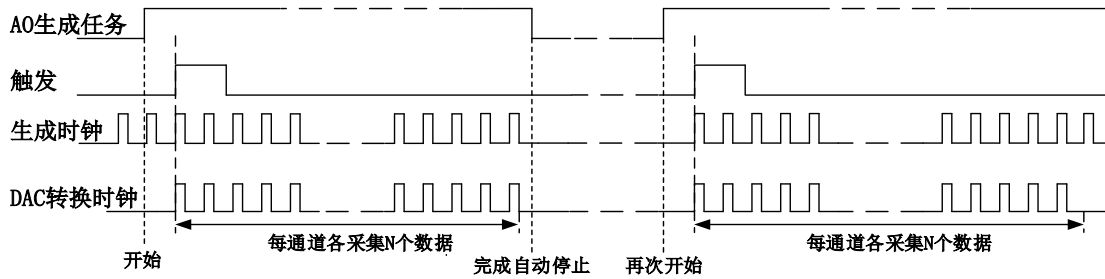 AO生成任务
触发
生成时钟
DAC转换时钟
每通道各采集N个数据
每通道各采集N个数据
开始
完成自动停止
再次开始